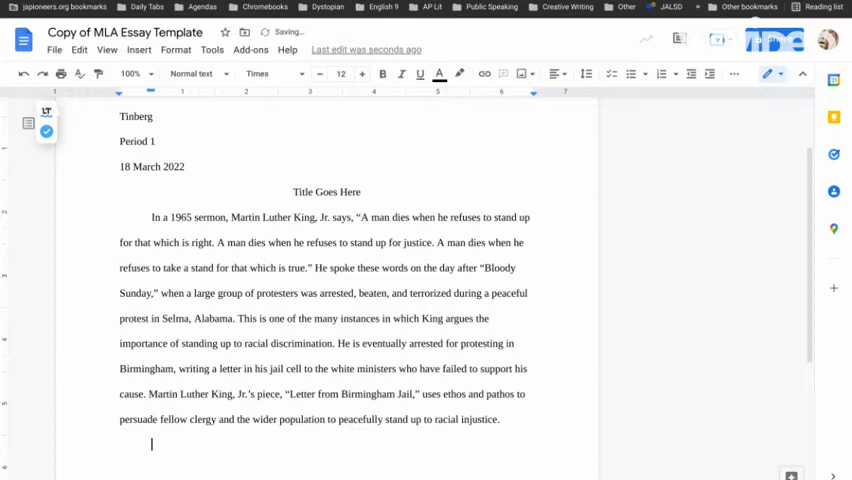 japioneers.org bookmarks Daily Tabs Agendas Chromebooks Dystopian English 9 AP Lit Public Speaking Creative Writing Other JALSD » Other bookmarks Reading list
Copy of MLA Essay Template Saving...
File Edit View Insert Format Tools Add-ons Help Last edit was seconds ago
100% Normal text Times 12 B I U A
1 1 2 3 4 5 6 7
Tinberg
Period 1
18 March 2022
Title Goes Here
In a 1965 sermon, Martin Luther King, Jr. says, “A man dies when he refuses to stand up
for that which is right. A man dies when he refuses to stand up for justice. A man dies when he
refuses to take a stand for that which is true.” He spoke these words on the day after “Bloody
Sunday,” when a large group of protesters was arrested, beaten, and terrorized during a peaceful
protest in Selma, Alabama. This is one of the many instances in which King argues the
importance of standing up to racial discrimination. He is eventually arrested for protesting in
Birmingham, writing a letter in his jail cell to the white ministers who have failed to support his
cause. Martin Luther King, Jr.’s piece, “Letter from Birmingham Jail,” uses ethos and pathos to
persuade fellow clergy and the wider population to peacefully stand up to racial injustice.